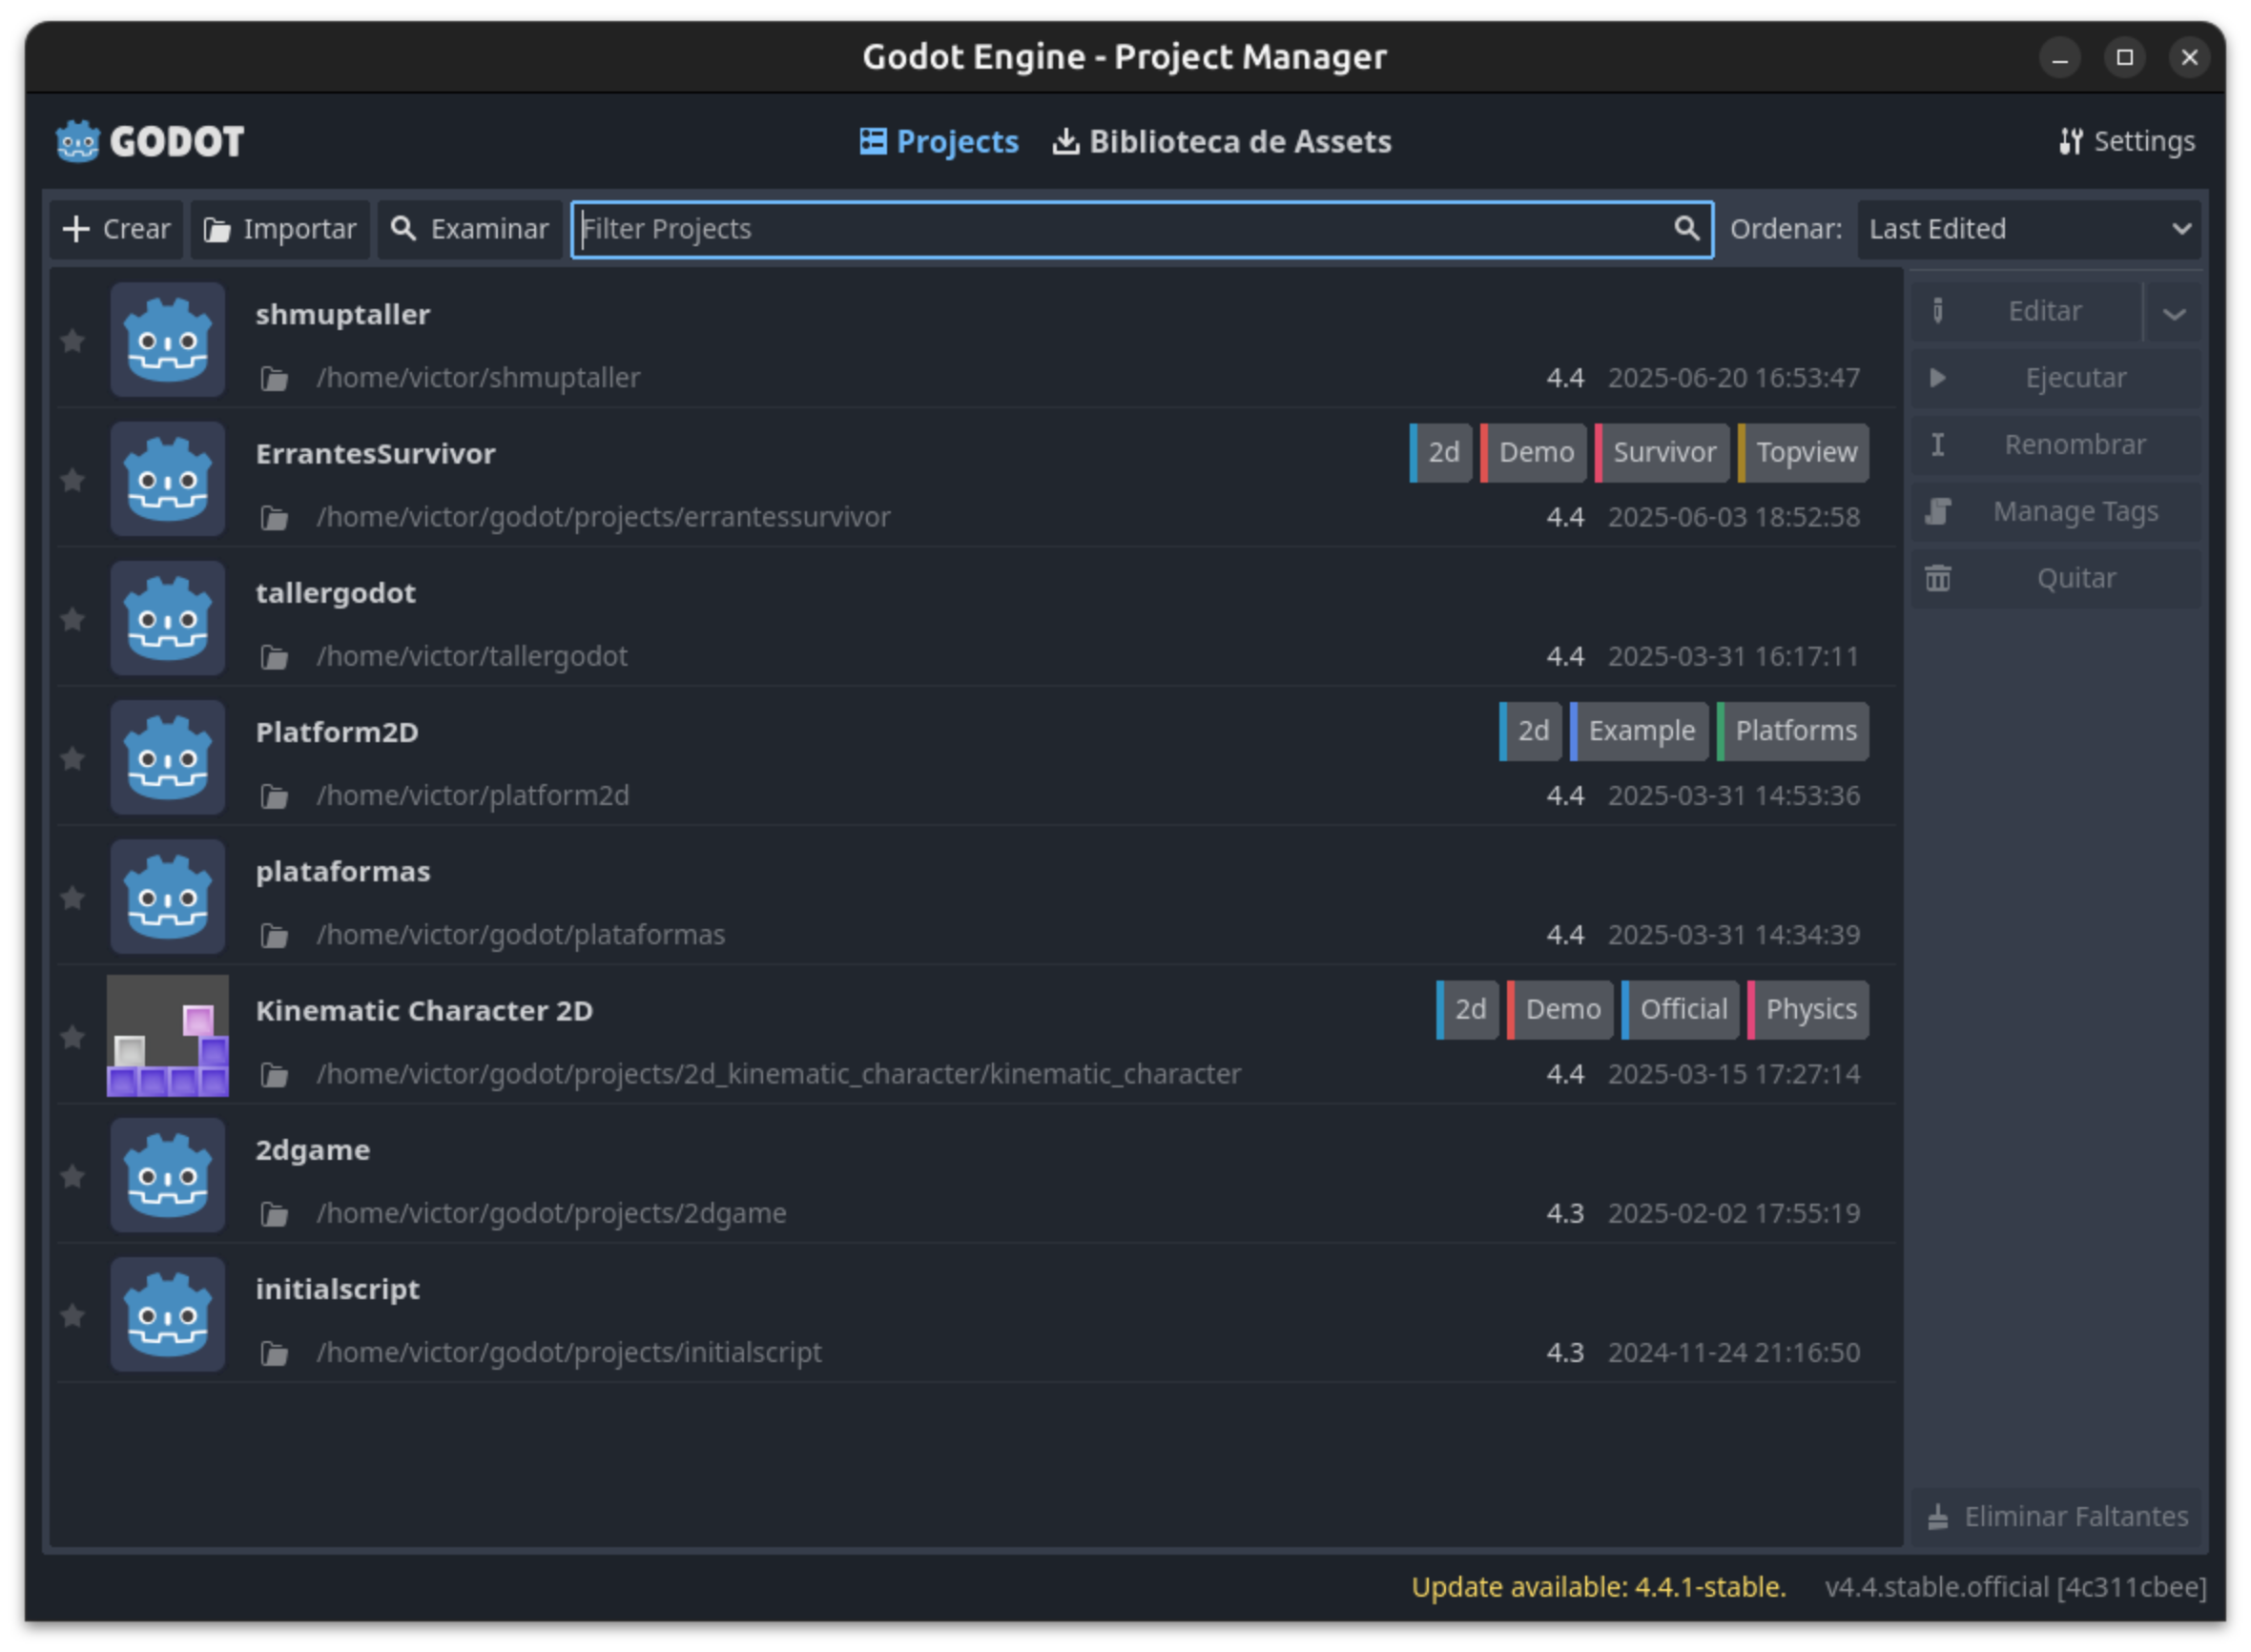 Godot Engine - Project Manager
GODOT
Projects Biblioteca de Assets
Settings
Crear Importar Examinar Filter Projects Ordenar: Last Edited
shmuptaller
/home/victor/shmuptaller 4.4 2025-06-20 16:53:47
ErrantesSurvivor 2d Demo Survivor Topview
/home/victor/godot/projects/errantessurvivor 4.4 2025-06-03 18:52:58
tallergodot
/home/victor/tallergodot 4.4 2025-03-31 16:17:11
Platform2D 2d Example Platforms
/home/victor/platform2d 4.4 2025-03-31 14:53:36
plataformas
/home/victor/godot/plataformas 4.4 2025-03-31 14:34:39
Kinematic Character 2D 2d Demo Official Physics
/home/victor/godot/projects/2d_kinematic_character/kinematic_character 4.4 2025-03-15 17:27:14
2dgame
/home/victor/godot/projects/2dgame 4.3 2025-02-02 17:55:19
initialscript
/home/victor/godot/projects/initialscript 4.3 2024-11-24 21:16:50
Editar
Ejecutar
Renombrar
Manage Tags
Quitar
Eliminar Faltantes
Update available: 4.4.1-stable. v4.4.stable.official [4c311cbee]